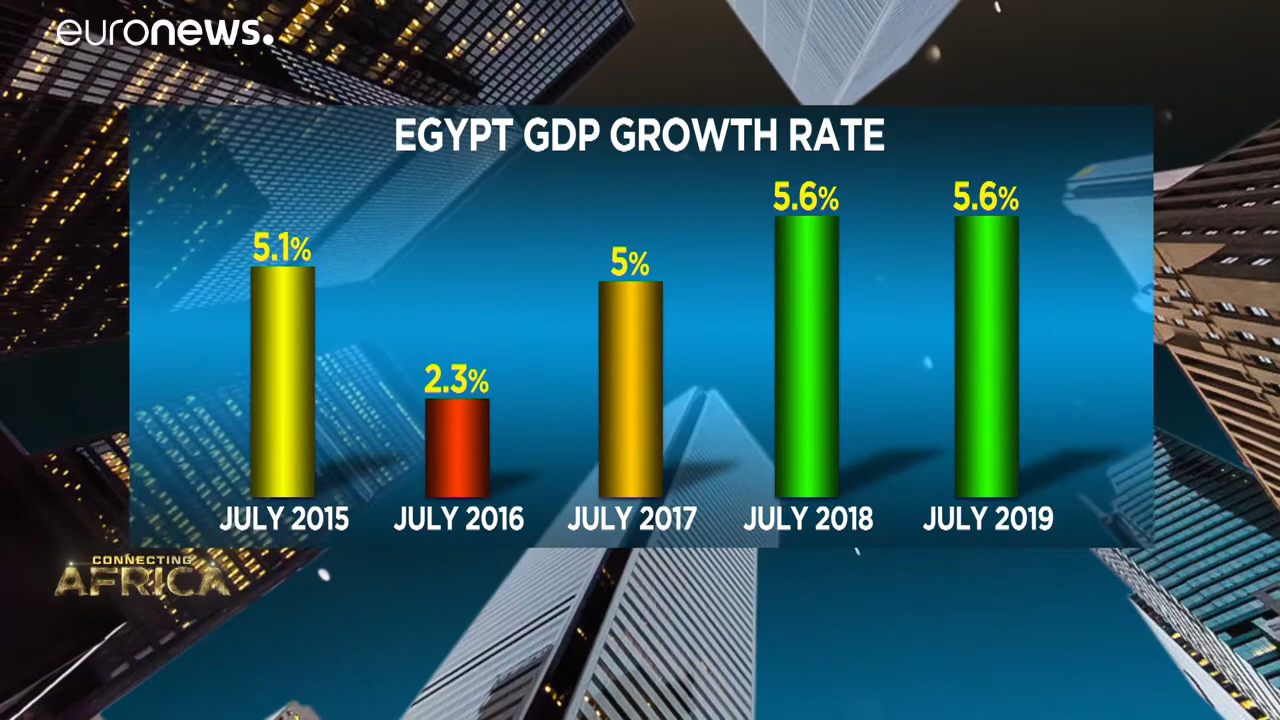 euronews.
EGYPT GDP GROWTH RATE
5.1%
2.3%
5%
5.6%
5.6%
JULY 2015
JULY 2016
JULY 2017
JULY 2018
JULY 2019
CONNECTING
AFRICA